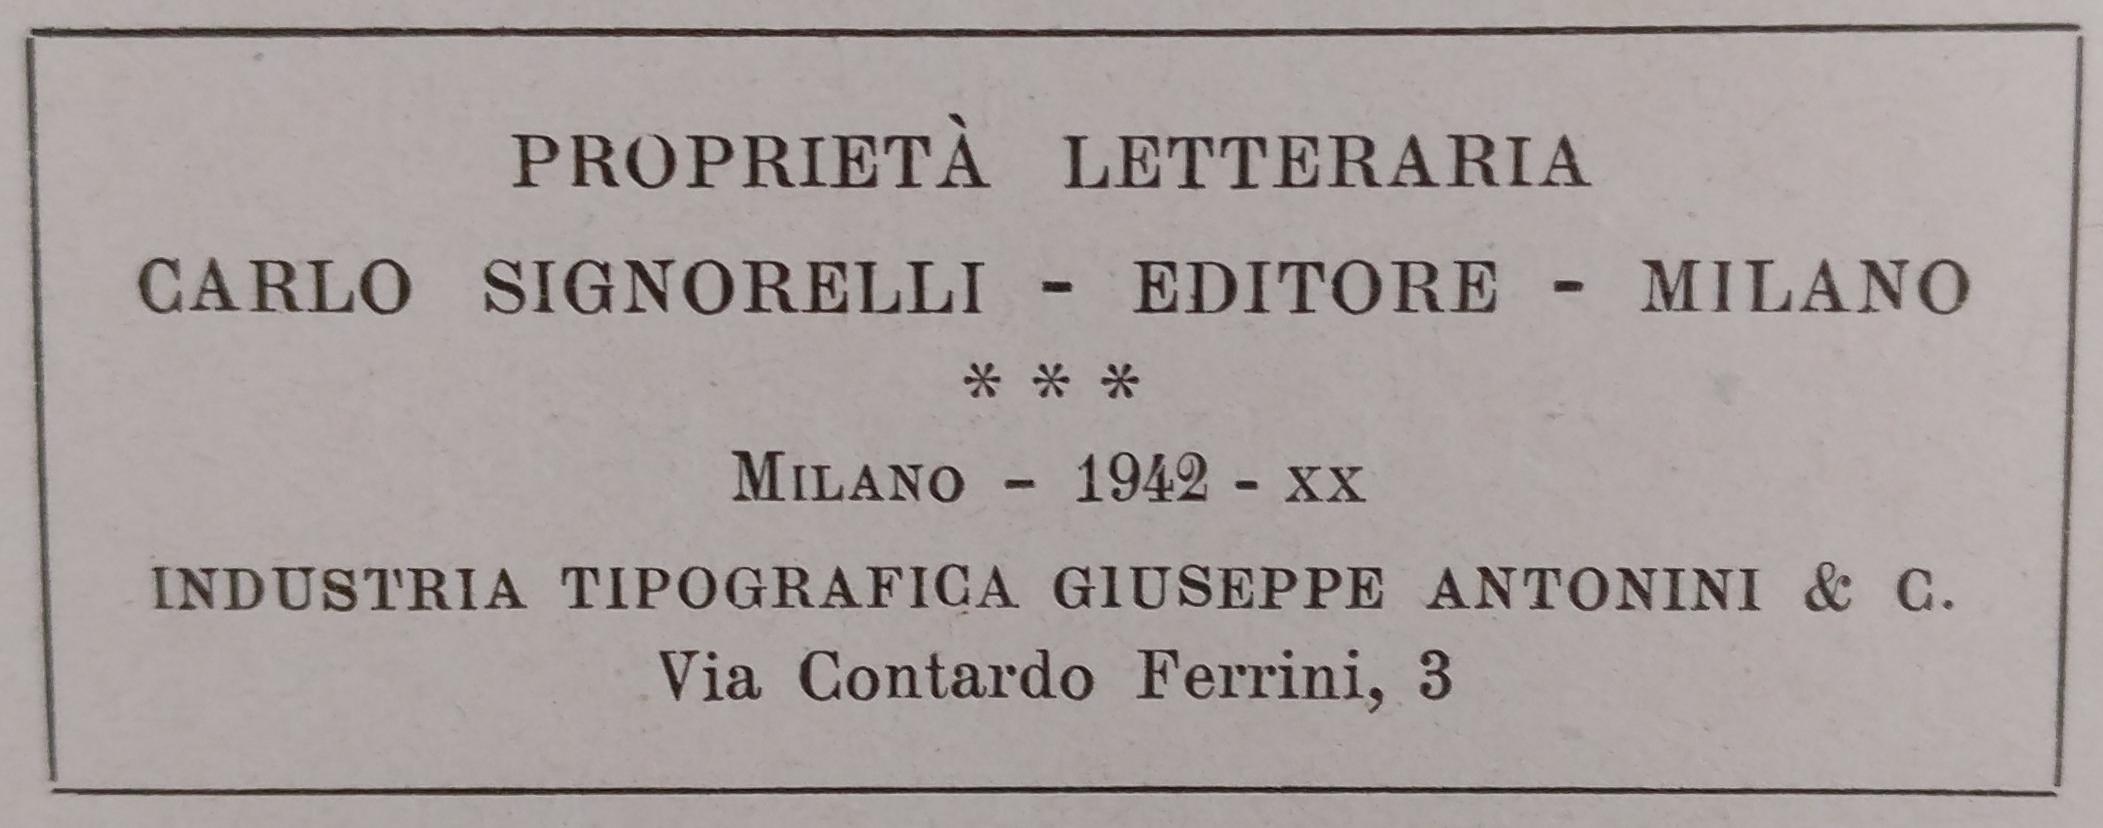 PROPRIETÀ LETTERARIA
CARLO SIGNORELLI - EDITORE - MILANO
* * *
MILANO - 1942 - XX
INDUSTRIA TIPOGRAFICA GIUSEPPE ANTONINI & C.
Via Contardo Ferrini, 3